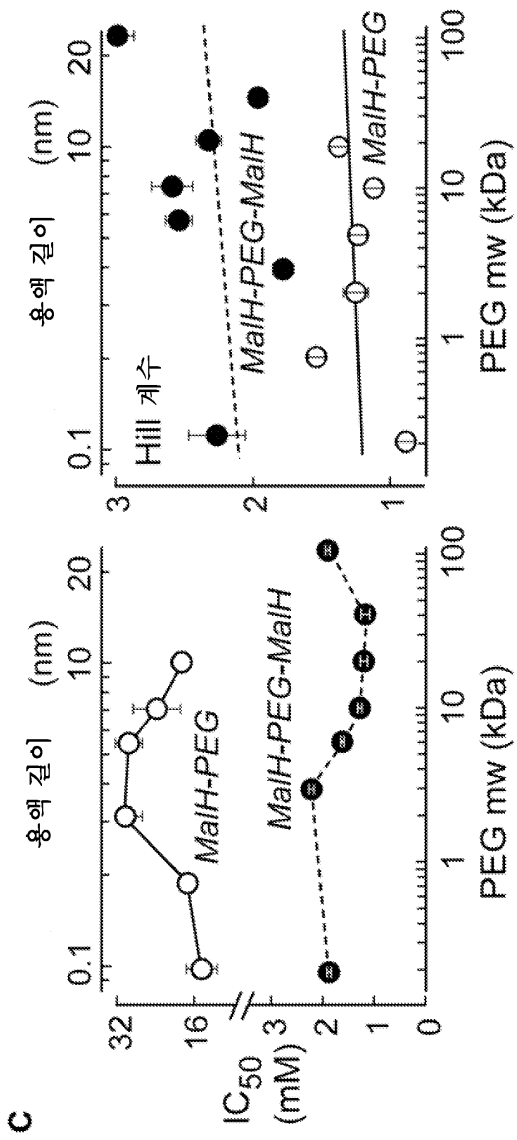 C
용액 길이 (nm)
0.1 10 20
32
16
3
2
1
0
IC50
(mM)
MalH-PEG
MalH-PEG-MalH
1 10 100
PEG mw (kDa)
용액 길이 (nm)
0.1 10 20
3
2
1
Hill 계수
MalH-PEG-MalH
MalH-PEG
1 10 100
PEG mw (kDa)